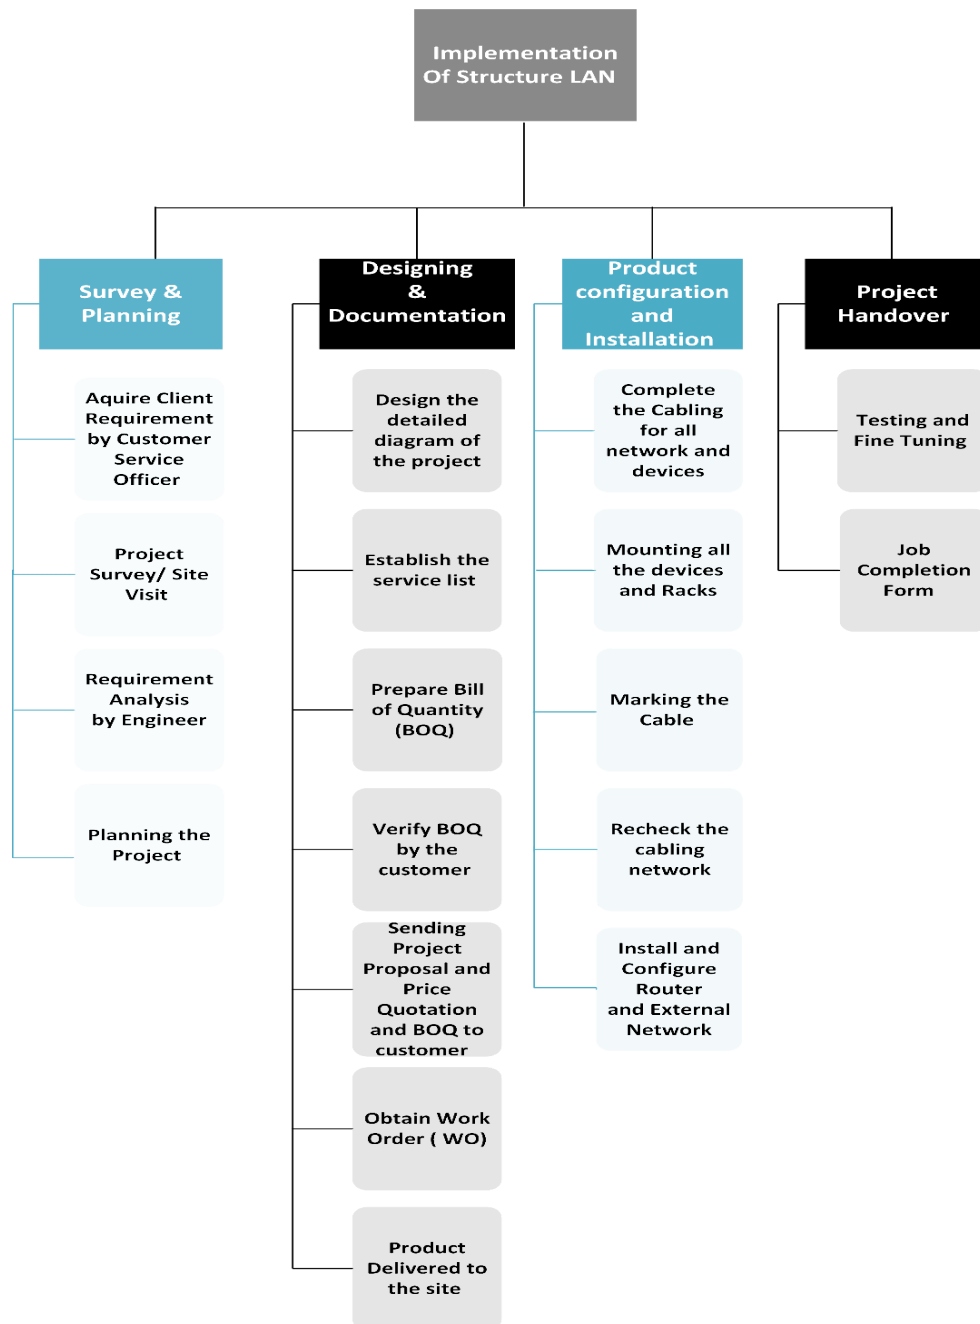 Implementation
Of Structure LAN
Survey &
Planning
Aquire Client
Requirement
by Customer
Service
Officer
Project
Survey/ Site
Visit
Requirement
Analysis
by Engineer
Planning the
Project
Designing
&
Documentation
Design the
detailed
diagram of
the project
Establish the
service list
Prepare Bill
of Quantity
(BOQ)
Verify BOQ
by the
customer
Sending
Project
Proposal and
Price
Quotation
and BOQ to
customer
Obtain Work
Order ( WO)
Product
Delivered to
the site
Product
configuration
and
Installation
Complete
the Cabling
for all
network and
devices
Mounting all
the devices
and Racks
Marking the
Cable
Recheck the
cabling
network
Install and
Configure
Router
and External
Network
Project
Handover
Testing and
Fine Tuning
Job
Completion
Form